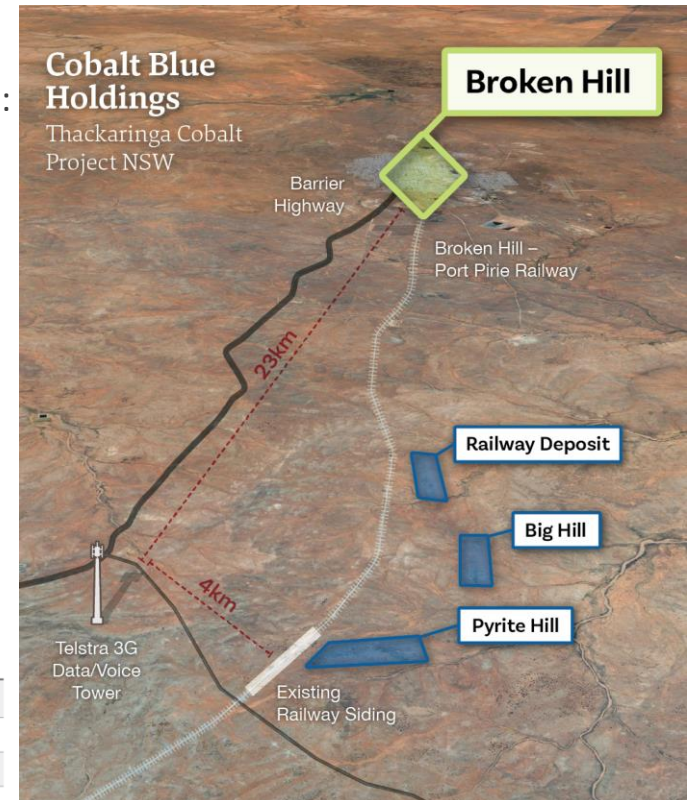 Cobalt Blue
Holdings
Thackaringa Cobalt
Project NSW
:
Broken Hill
Barrier
Highway
Broken Hill –
Port Pirie Railway
23km
Railway Deposit
Big Hill
4km
Pyrite Hill
Telstra 3G
Data/Voice
Tower
Existing
Railway Siding